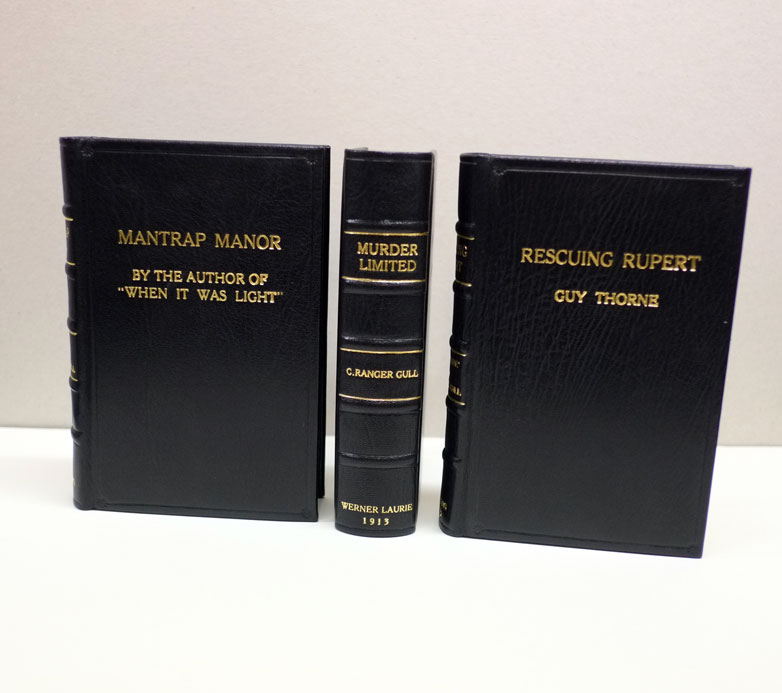 MANTRAP MANOR
BY THE AUTHOR OF
"WHEN IT WAS LIGHT"
MURDER
LIMITED
C. RANGER GULL
WERNER LAURIE
1913
RESCUING RUPERT
GUY THORNE